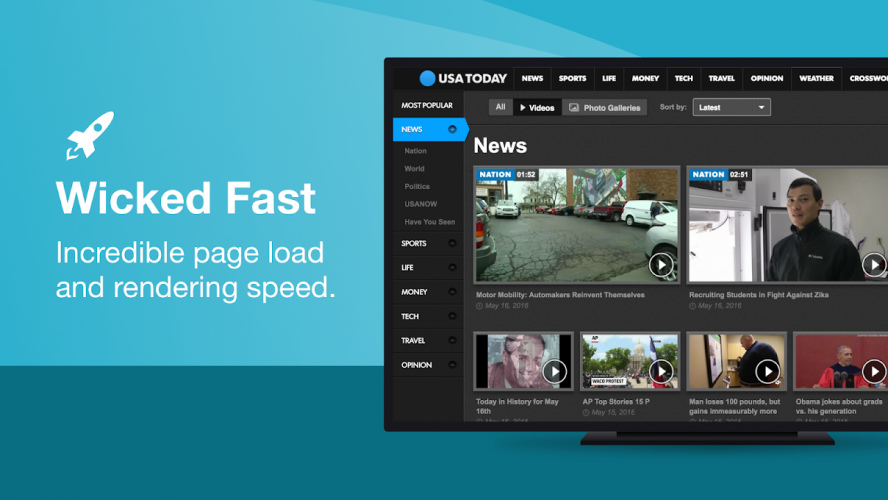 Wicked Fast
Incredible page load
and rendering speed.
USA TODAY
NEWS
SPORTS
LIFE
MONEY
TECH
TRAVEL
OPINION
WEATHER
CROSSWO
MOST POPULAR
NEWS
Nation
World
Politics
USANOW
Have You Seen
SPORTS
LIFE
MONEY
TECH
TRAVEL
OPINION
All
Videos
Photo Galleries
Sort by:
Latest
News
NATION 01:52
Motor Mobility: Automakers Reinvent Themselves
May 16, 2016
NATION 02:51
Recruiting Students in Fight Against Zika
May 16, 2016
Today in History for May
16th
AP
WACO PROTEST
AP Top Stories 15 P
May 15, 2016
Man loses 100 pounds, but
gains immeasurably more
Obama jokes about grads
vs. his generation